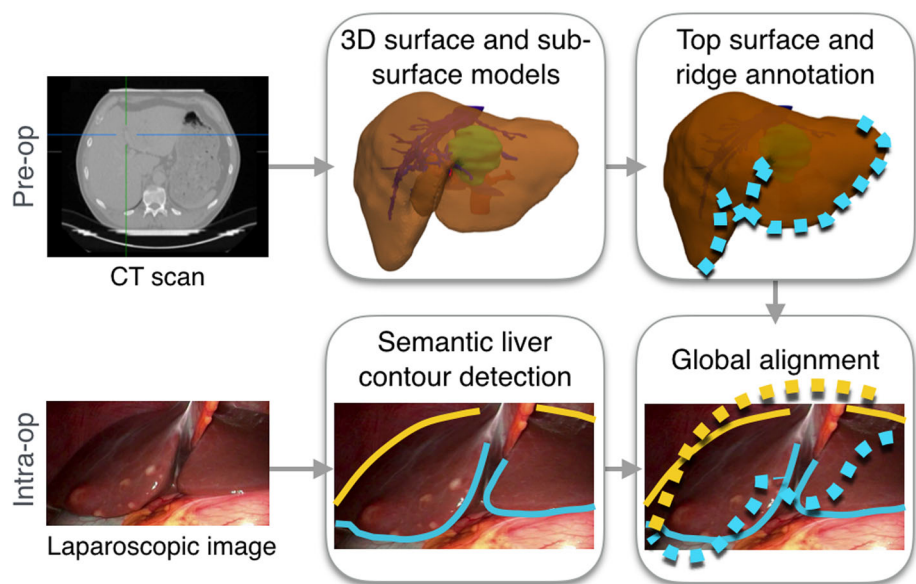 3D surface and sub-
surface models
Top surface and
ridge annotation
Pre-op
CT scan
Semantic liver
contour detection
Global alignment
Intra-op
Laparoscopic image